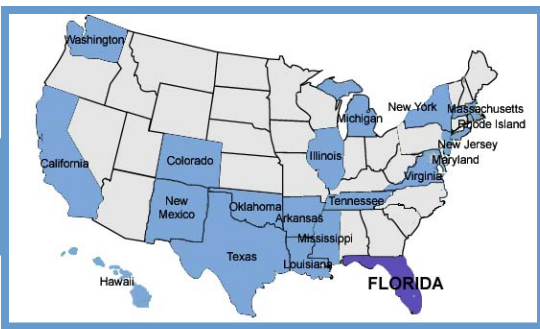 Washington
New York
Massachusetts
Michigan
Rhode Island
New Jersey
Illinois
Maryland
California
Colorado
Virginia
Oklahoma
Tennessee
New
Mexico
Arkansas
Mississippi
Texas
Louisiana
Hawaii
FLORIDA